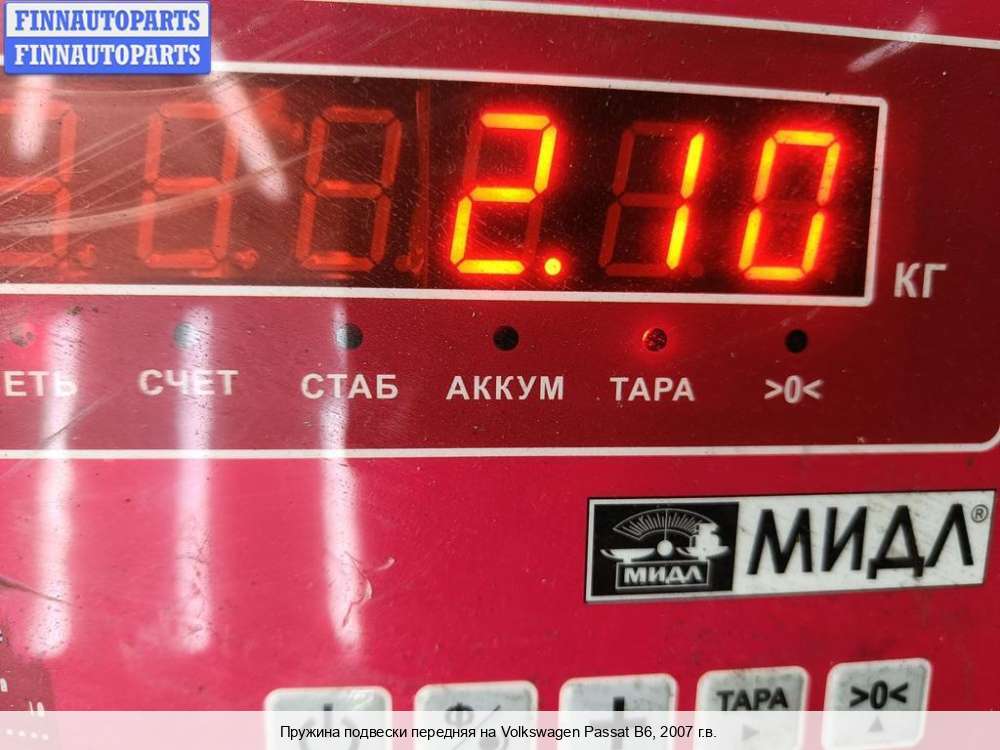 FINNAUTOPARTS
FINNAUTOPARTS
2.10
КГ
СЧЕТ СТАБ АККУМ ТАРА >0<
МИДЛ МИДЛ®
ТАРА >0<
Пружина подвески передняя на Volkswagen Passat B6, 2007 г.в.